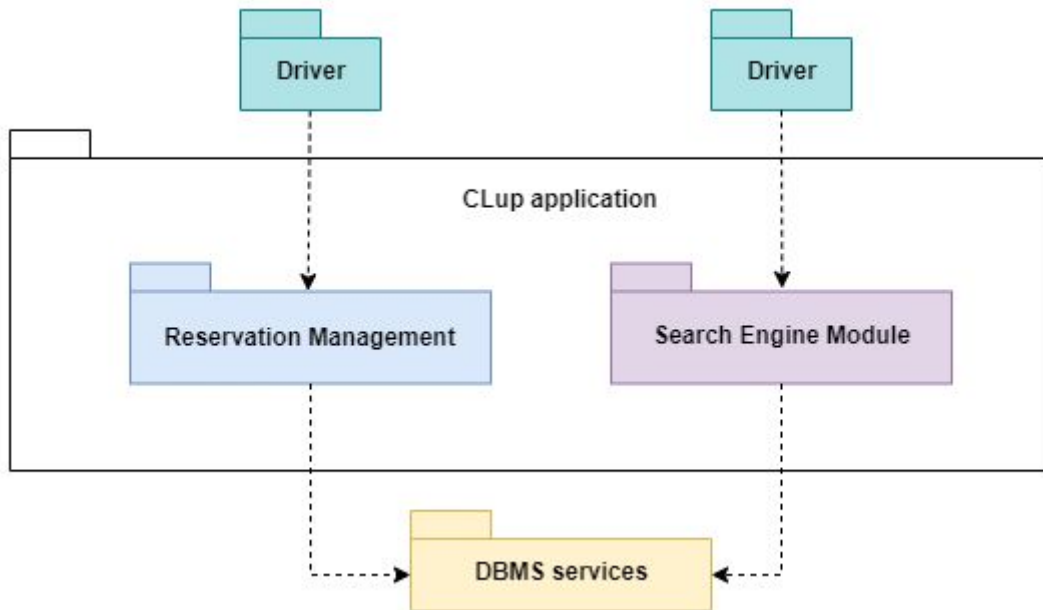 Driver
Driver
CLup application
Reservation Management
Search Engine Module
DBMS services